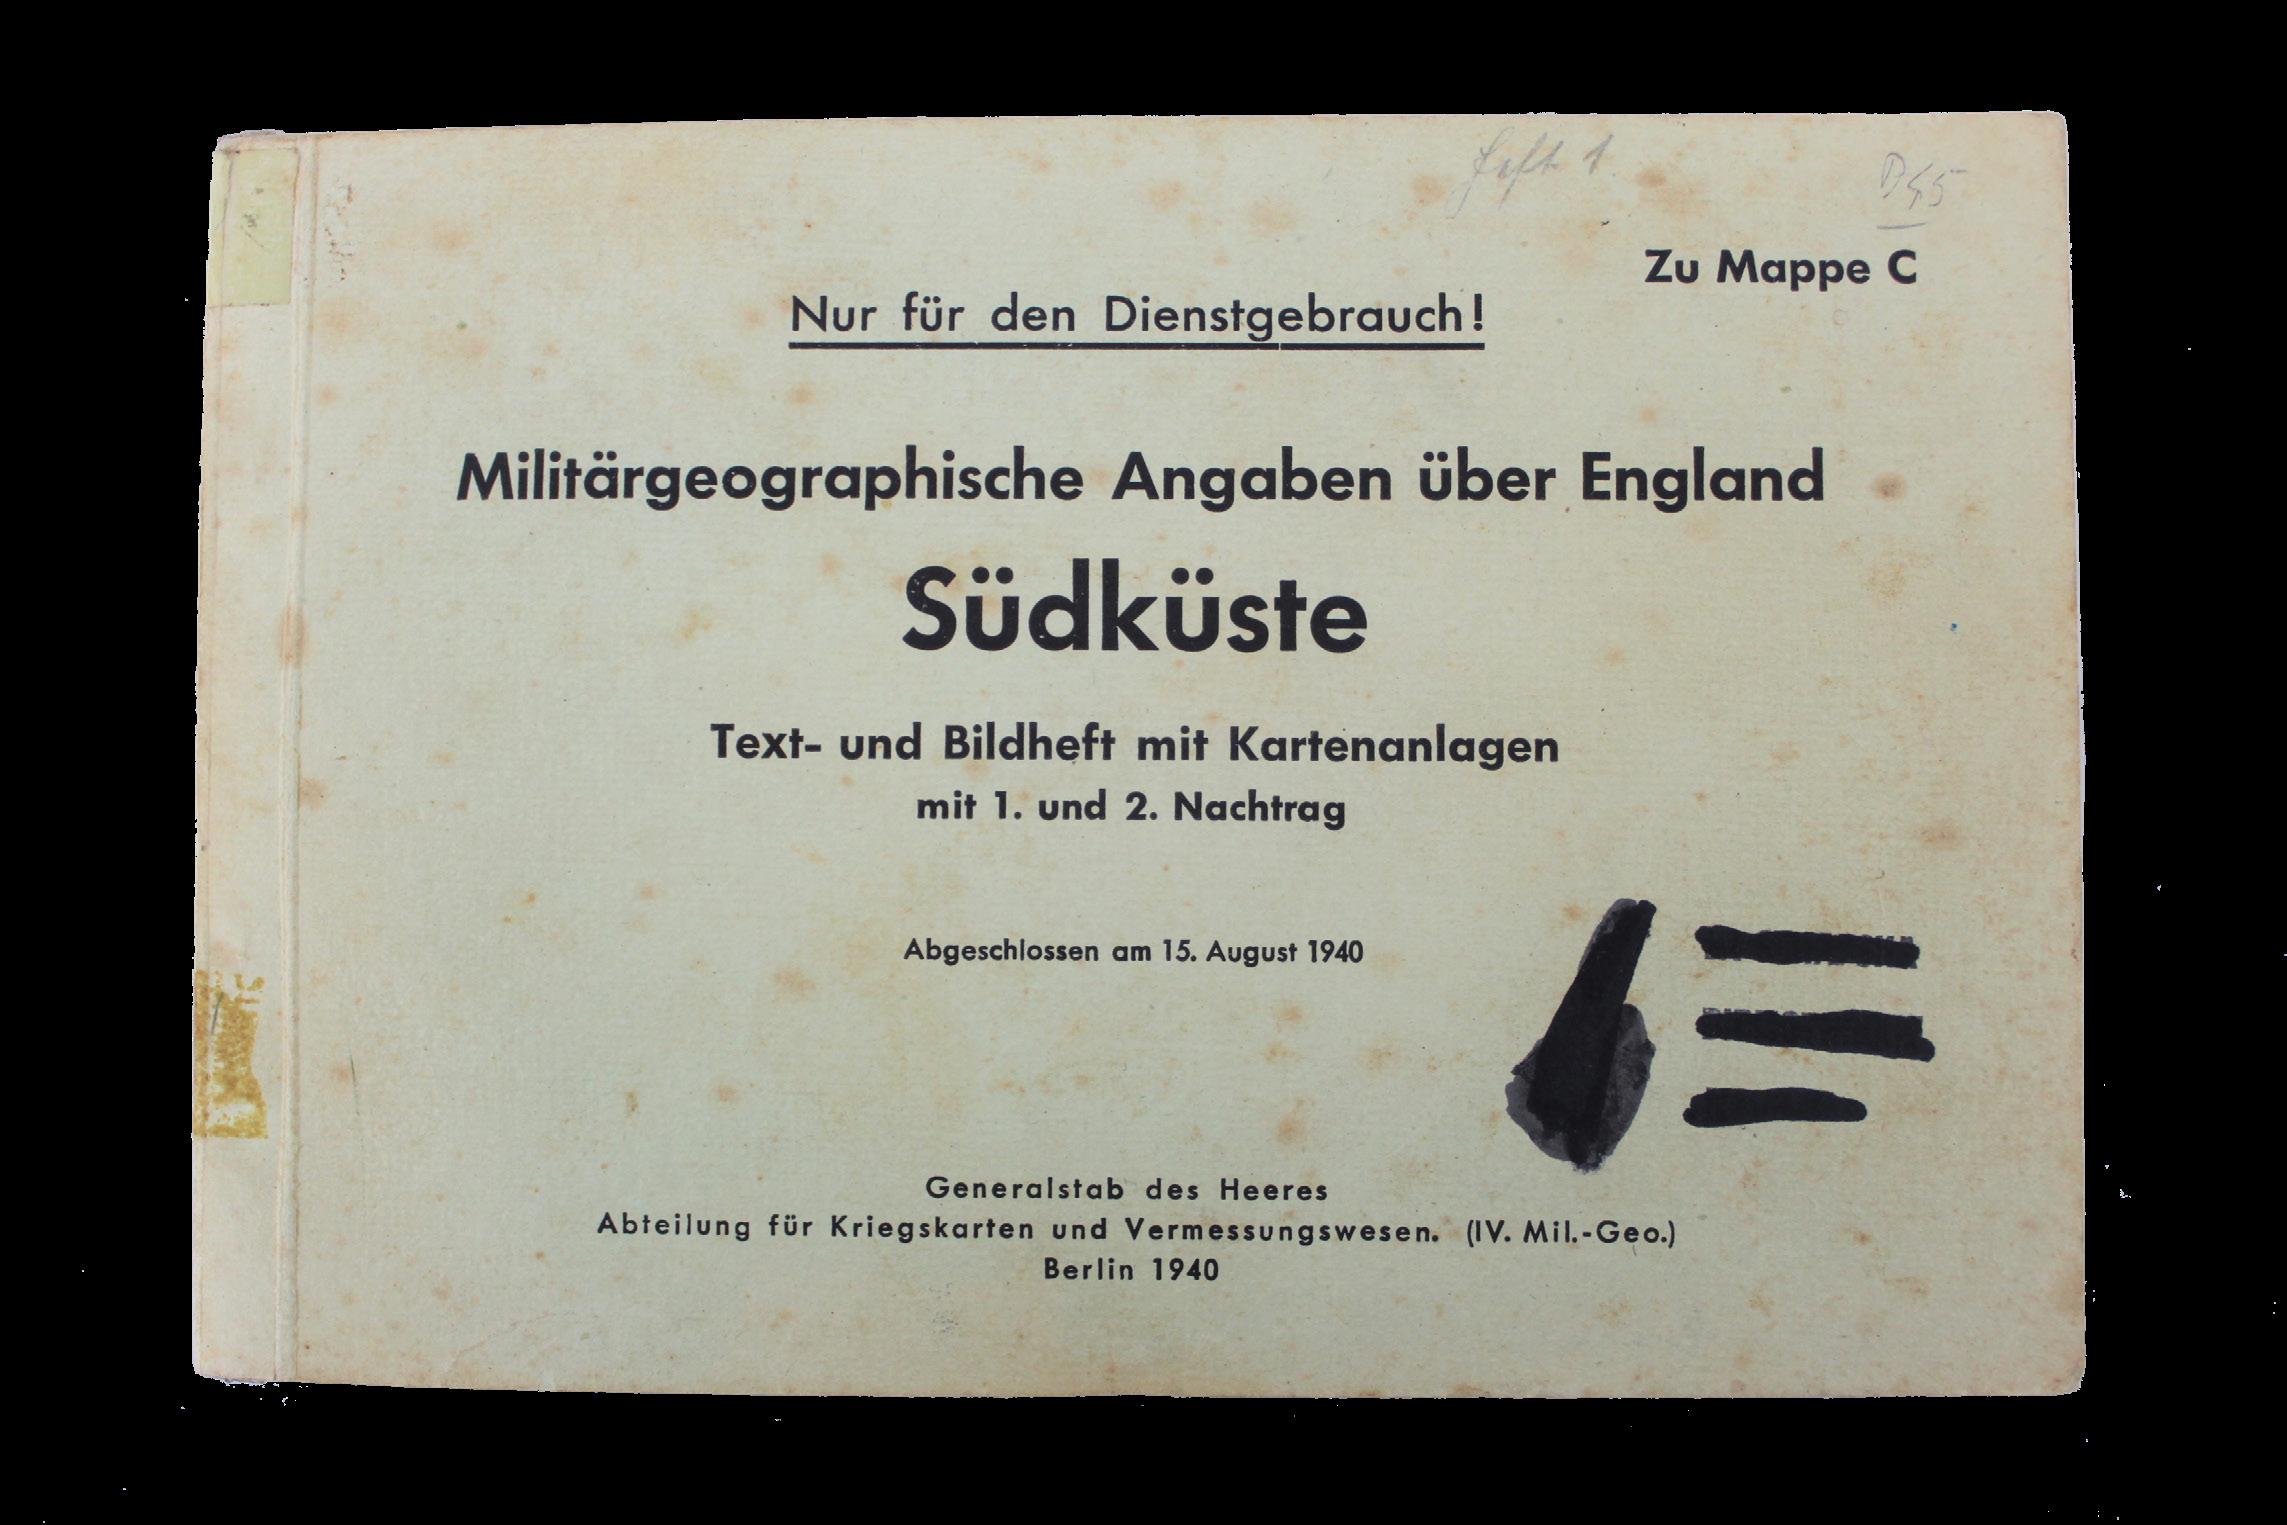 Heft 1.
Zu Mappe C
Nur für den Dienstgebrauch!
Militärgeographische Angaben über England
Südküste
Text- und Bildheft mit Kartenanlagen
mit 1. und 2. Nachtrag
Abgeschlossen am 15. August 1940
Generalstab des Heeres
Abteilung für Kriegskarten und Vermessungswesen. (IV. Mil.-Geo.)
Berlin 1940